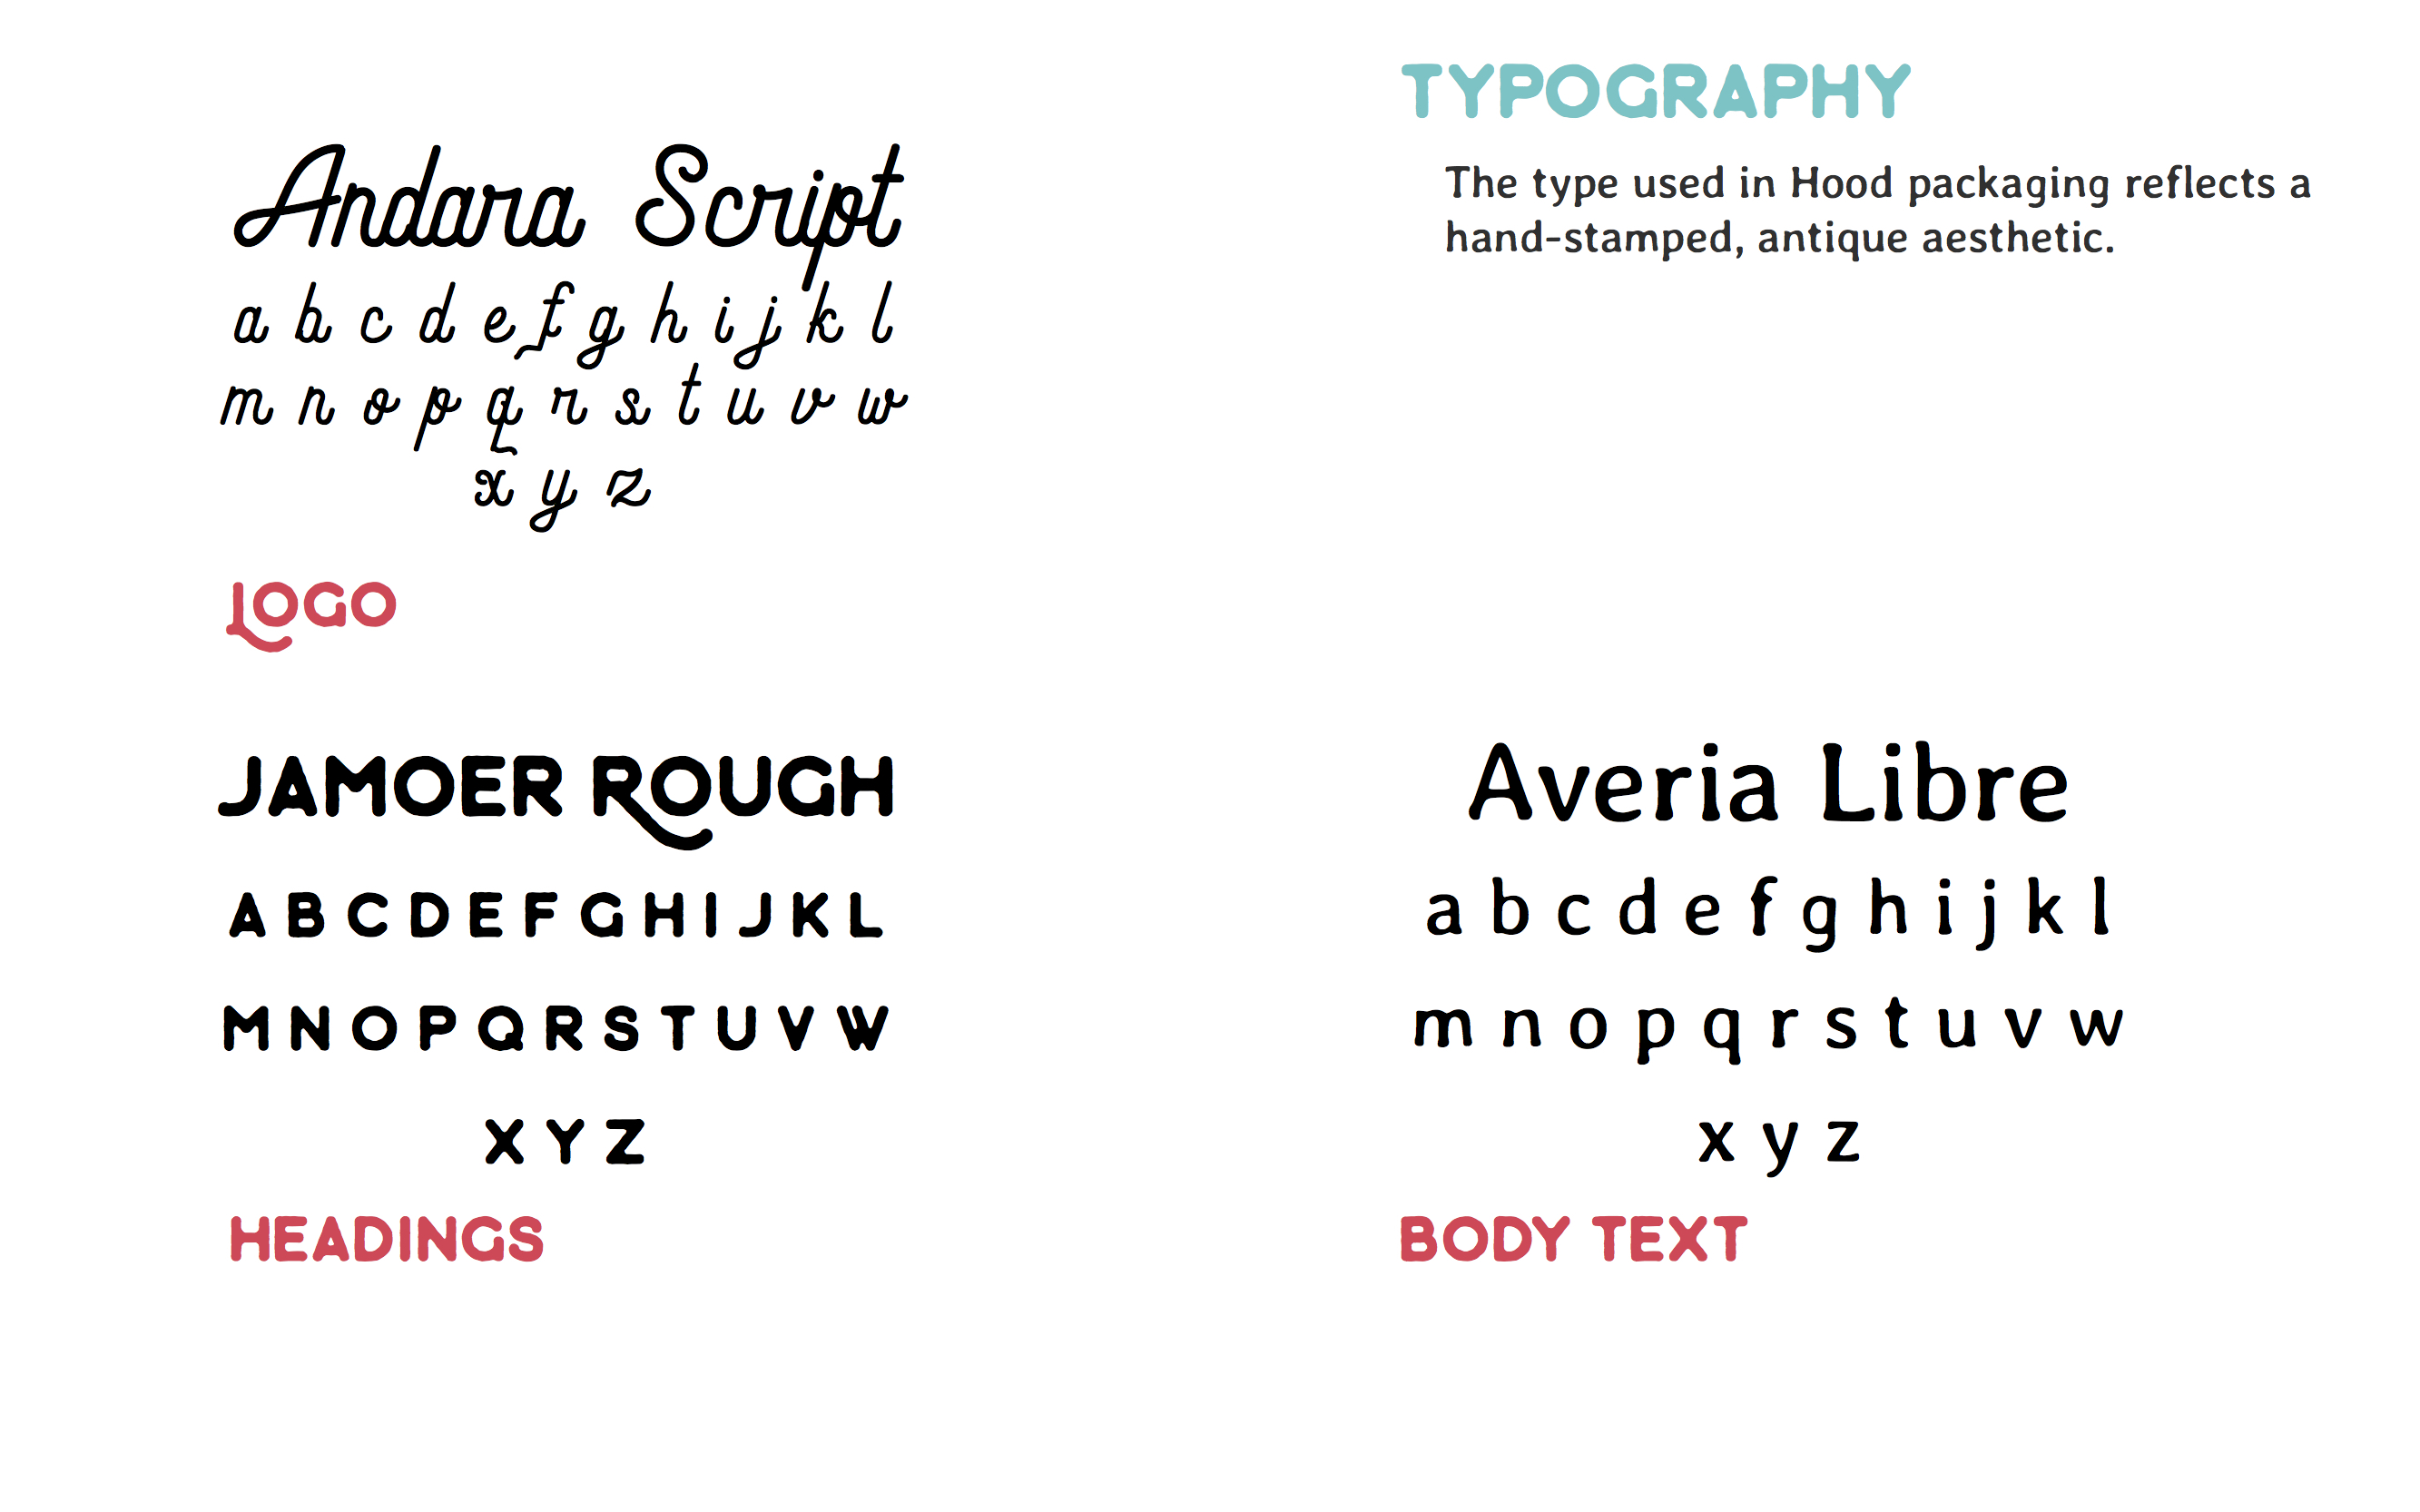 TYPOGRAPHY
The type used in Hood packaging reflects a
hand-stamped, antique aesthetic.
Andara Script
a b c d e f g h i j k l
m n o p q r s t u v w
x y z
LOGO
JAMOER ROUGH
A B C D E F G H I J K L
M N O P Q R S T U V W
X Y Z
HEADINGS
Averia Libre
a b c d e f g h i j k l
m n o p q r s t u v w
x y z
BODY TEXT